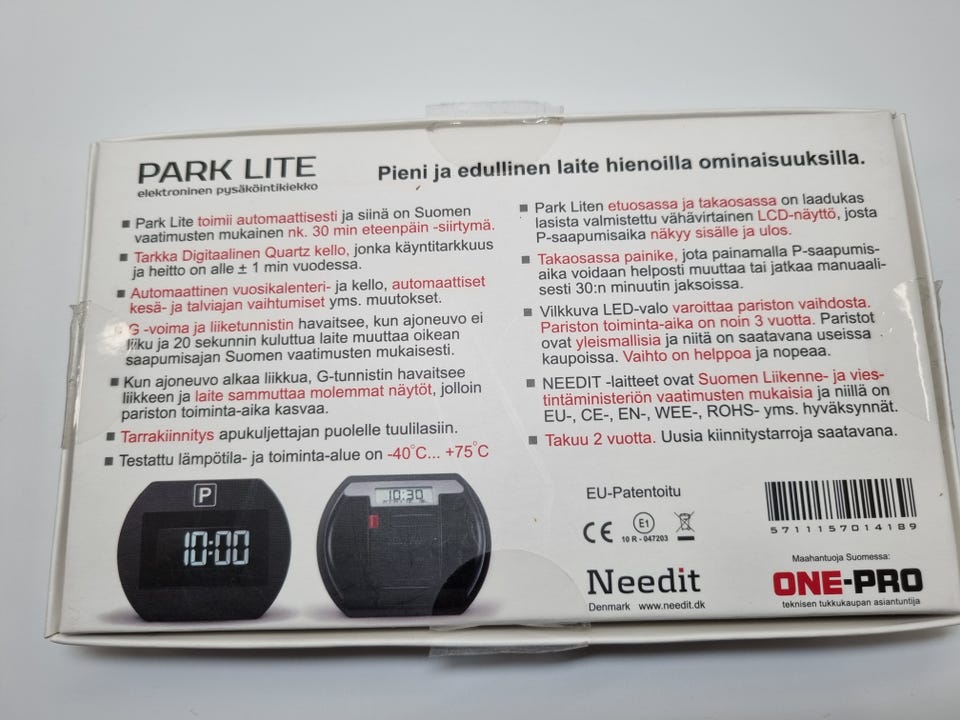 PARK LITE
elektroninen pysäköintikiekko
Pieni ja edullinen laite hienoilla ominaisuuksilla.
▪ Park Lite toimii automaattisesti ja siinä on Suomen
vaatimusten mukainen nk. 30 min eteenpäin -siirtymä.
▪ Tarkka Digitaalinen Quartz kello, jonka käyntitarkkuus
ja heitto on alle ± 1 min vuodessa.
▪ Automaattinen vuosikalenteri- ja kello, automaattiset
kesä- ja talviajan vaihtumiset yms. muutokset.
G -voima ja liiketunnistin havaitsee, kun ajoneuvo ei
liiku ja 20 sekunnin kuluttua laite muuttaa oikean
saapumisajan Suomen vaatimusten mukaisesti.
▪ Kun ajoneuvo alkaa liikkua, G-tunnistin havaitsee
liikkeen ja laite sammuttaa molemmat näytöt, jolloin
pariston toiminta-aika kasvaa.
▪ Tarrakiinnitys apukuljettajan puolelle tuulilasiin.
▪ Testattu lämpötila- ja toiminta-alue on -40°C... +75°C
▪ Park Liten etuosassa ja takaosassa on laadukas
lasista valmistettu vähävirtainen LCD-näyttö, josta
P-saapumisaika näkyy sisälle ja ulos.
▪ Takaosassa painike, jota painamalla P-saapumis-
aika voidaan helposti muuttaa tai jatkaa manuaali-
sesti 30:n minuutin jaksoissa.
▪ Vilkkuva LED-valo varoittaa pariston vaihdosta.
Pariston toiminta-aika on noin 3 vuotta. Paristot
ovat yleismallisia ja niitä on saatavana useissa
kaupoissa. Vaihto on helppoa ja nopeaa.
▪ NEEDIT -laitteet ovat Suomen Liikenne- ja vies-
tintäministeriön vaatimusten mukaisia ja niillä on
EU-, CE-, EN-, WEE-, ROHS- yms. hyväksynnät.
▪ Takuu 2 vuotta. Uusia kiinnitystarroja saatavana.
P
10:00
10:30
EU-Patentoitu
CE
E1
10 R - 047203
Needit
Denmark www.needit.dk
5711157014189
Maahantuoja Suomessa:
ONE-PRO
teknisen tukkukaupan asiantuntija